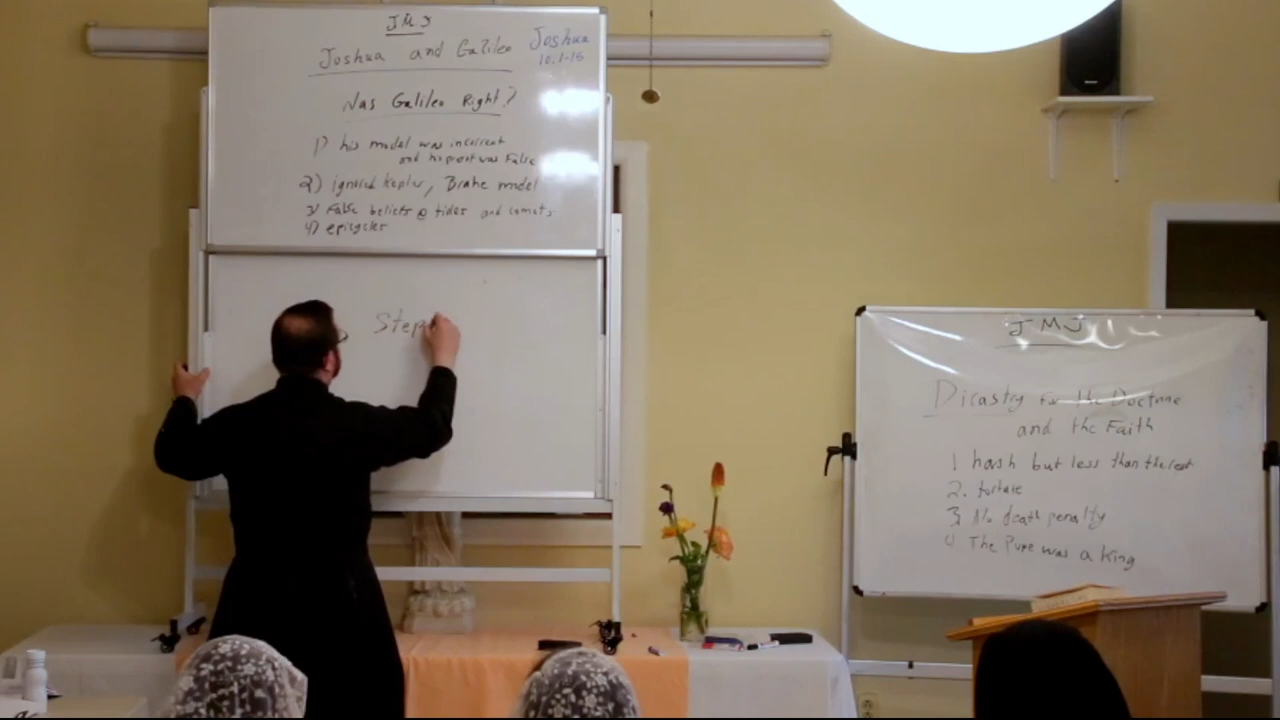 JMJ
Joshua and Galileo
Joshua
10:1-15
Was Galileo Right?
1) his model was incorrect
and his proof was False
2) ignored Kepler, Brahe model
3) False beliefs @ tides and comets
4) epicycles
Step
JMJ
Dicastry for the Doctrine
and the Faith
1 harsh but less than the rest
2. torture
3. No death penalty
4 The Pope was a King